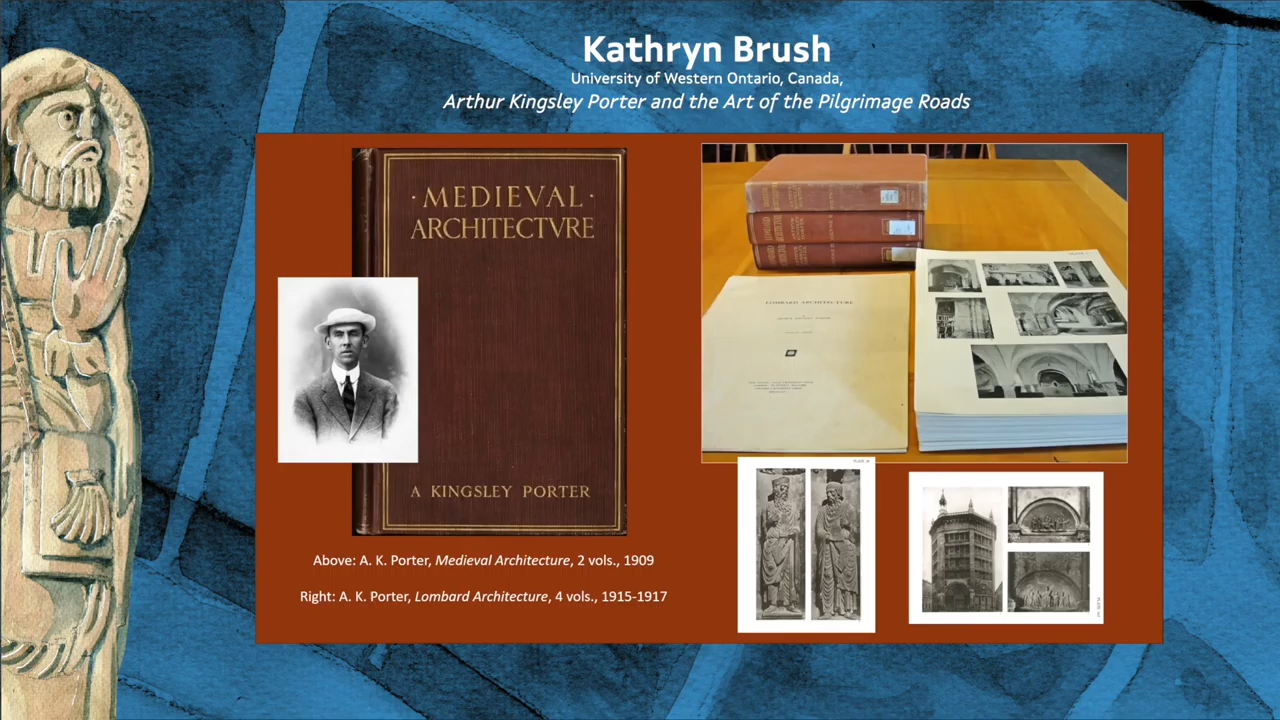 Kathryn Brush
University of Western Ontario, Canada,
Arthur Kingsley Porter and the Art of the Pilgrimage Roads
· MEDIEVAL ·
ARCHITECTVRE
A KINGSLEY PORTER
Above: A. K. Porter, Medieval Architecture, 2 vols., 1909
Right: A. K. Porter, Lombard Architecture, 4 vols., 1915-1917
LOMBARD ARCHITECTURE